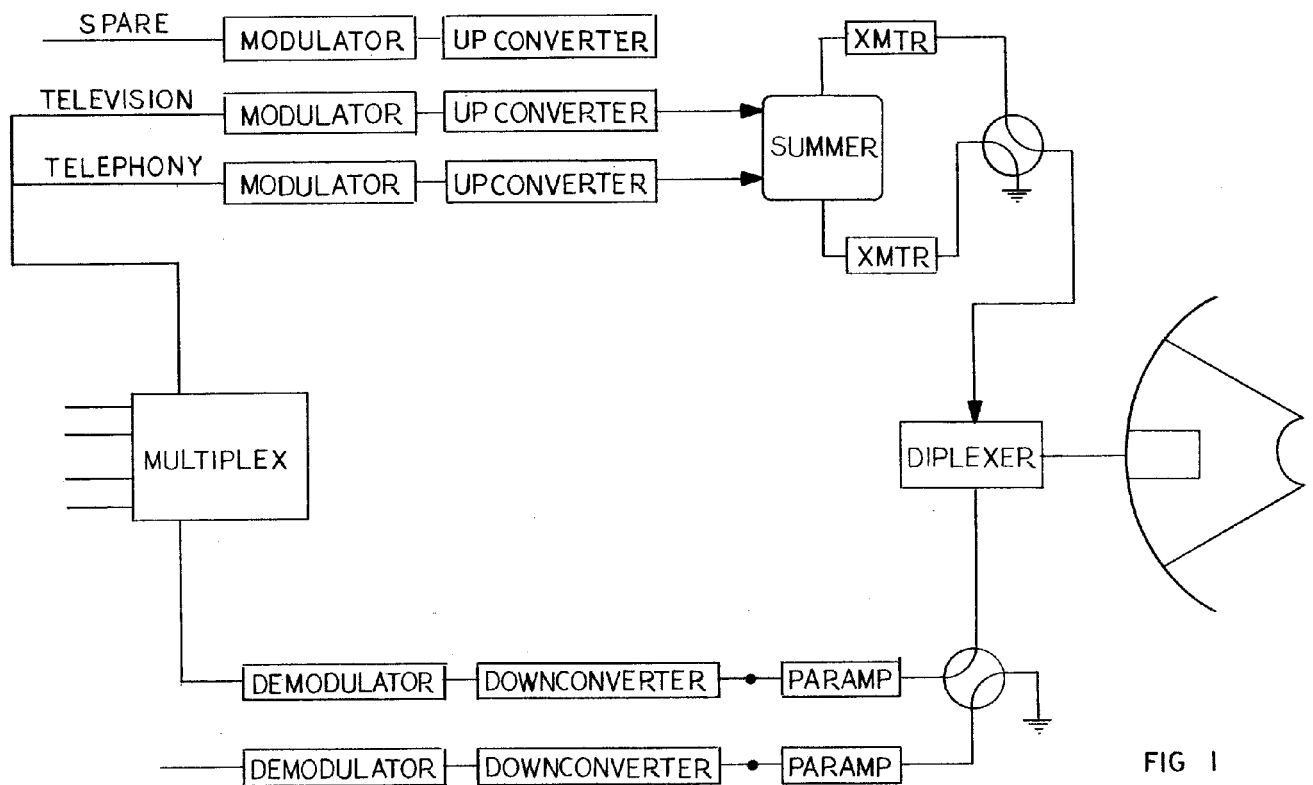 SPARE
MODULATOR
UP CONVERTER
XMTR
TELEVISION
MODULATOR
UP CONVERTER
SUMMER
TELEPHONY
MODULATOR
UPCONVERTER
XMTR
MULTIPLEX
DIPLEXER
DEMODULATOR
DOWNCONVERTER
PARAMP
DEMODULATOR
DOWNCONVERTER
PARAMP
FIG 1